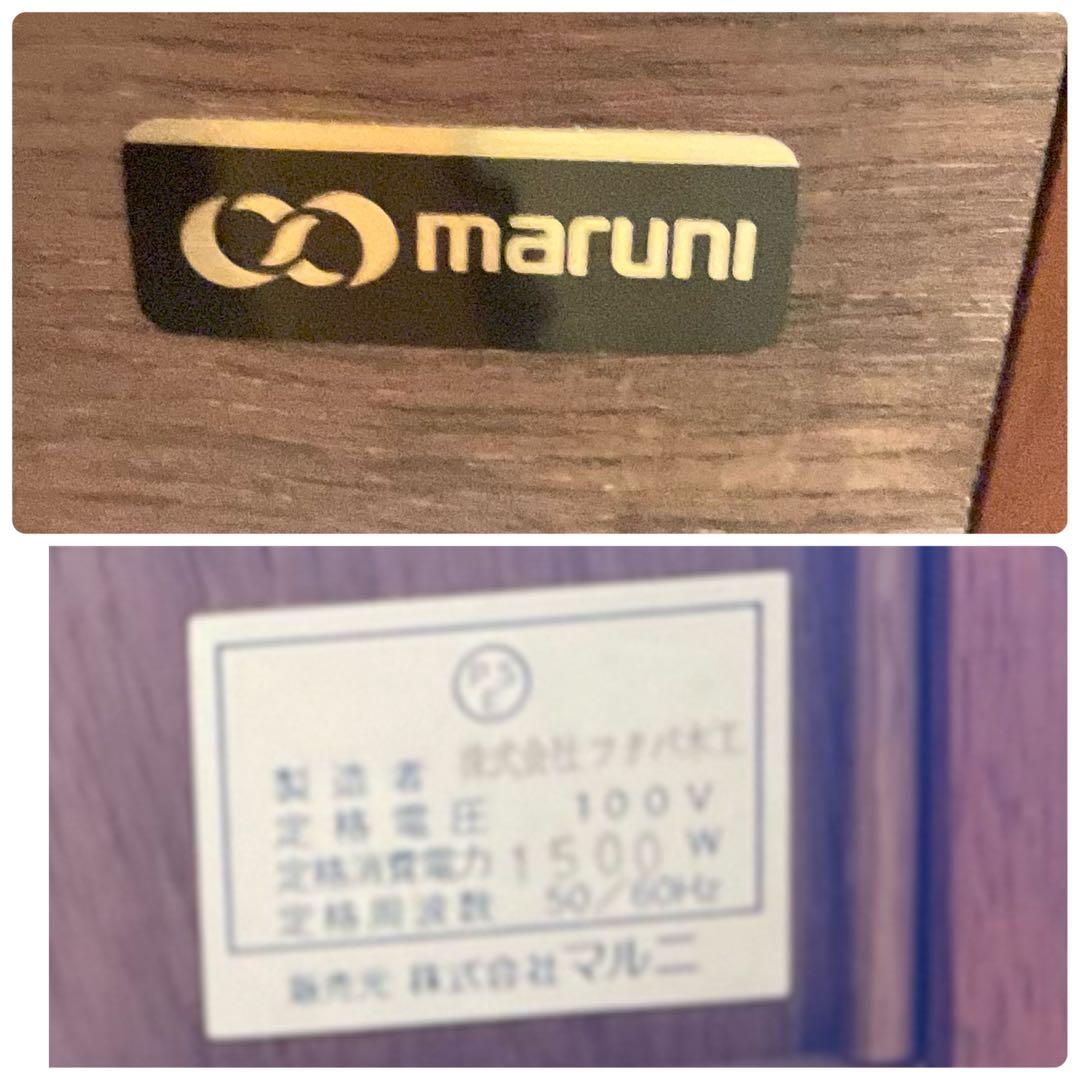 maruni
PSE
製造者 株式会社フタバ木工
定格電圧 100V
定格消費電力 1500W
定格周波数 50/60Hz
販売元 株式会社マルニ